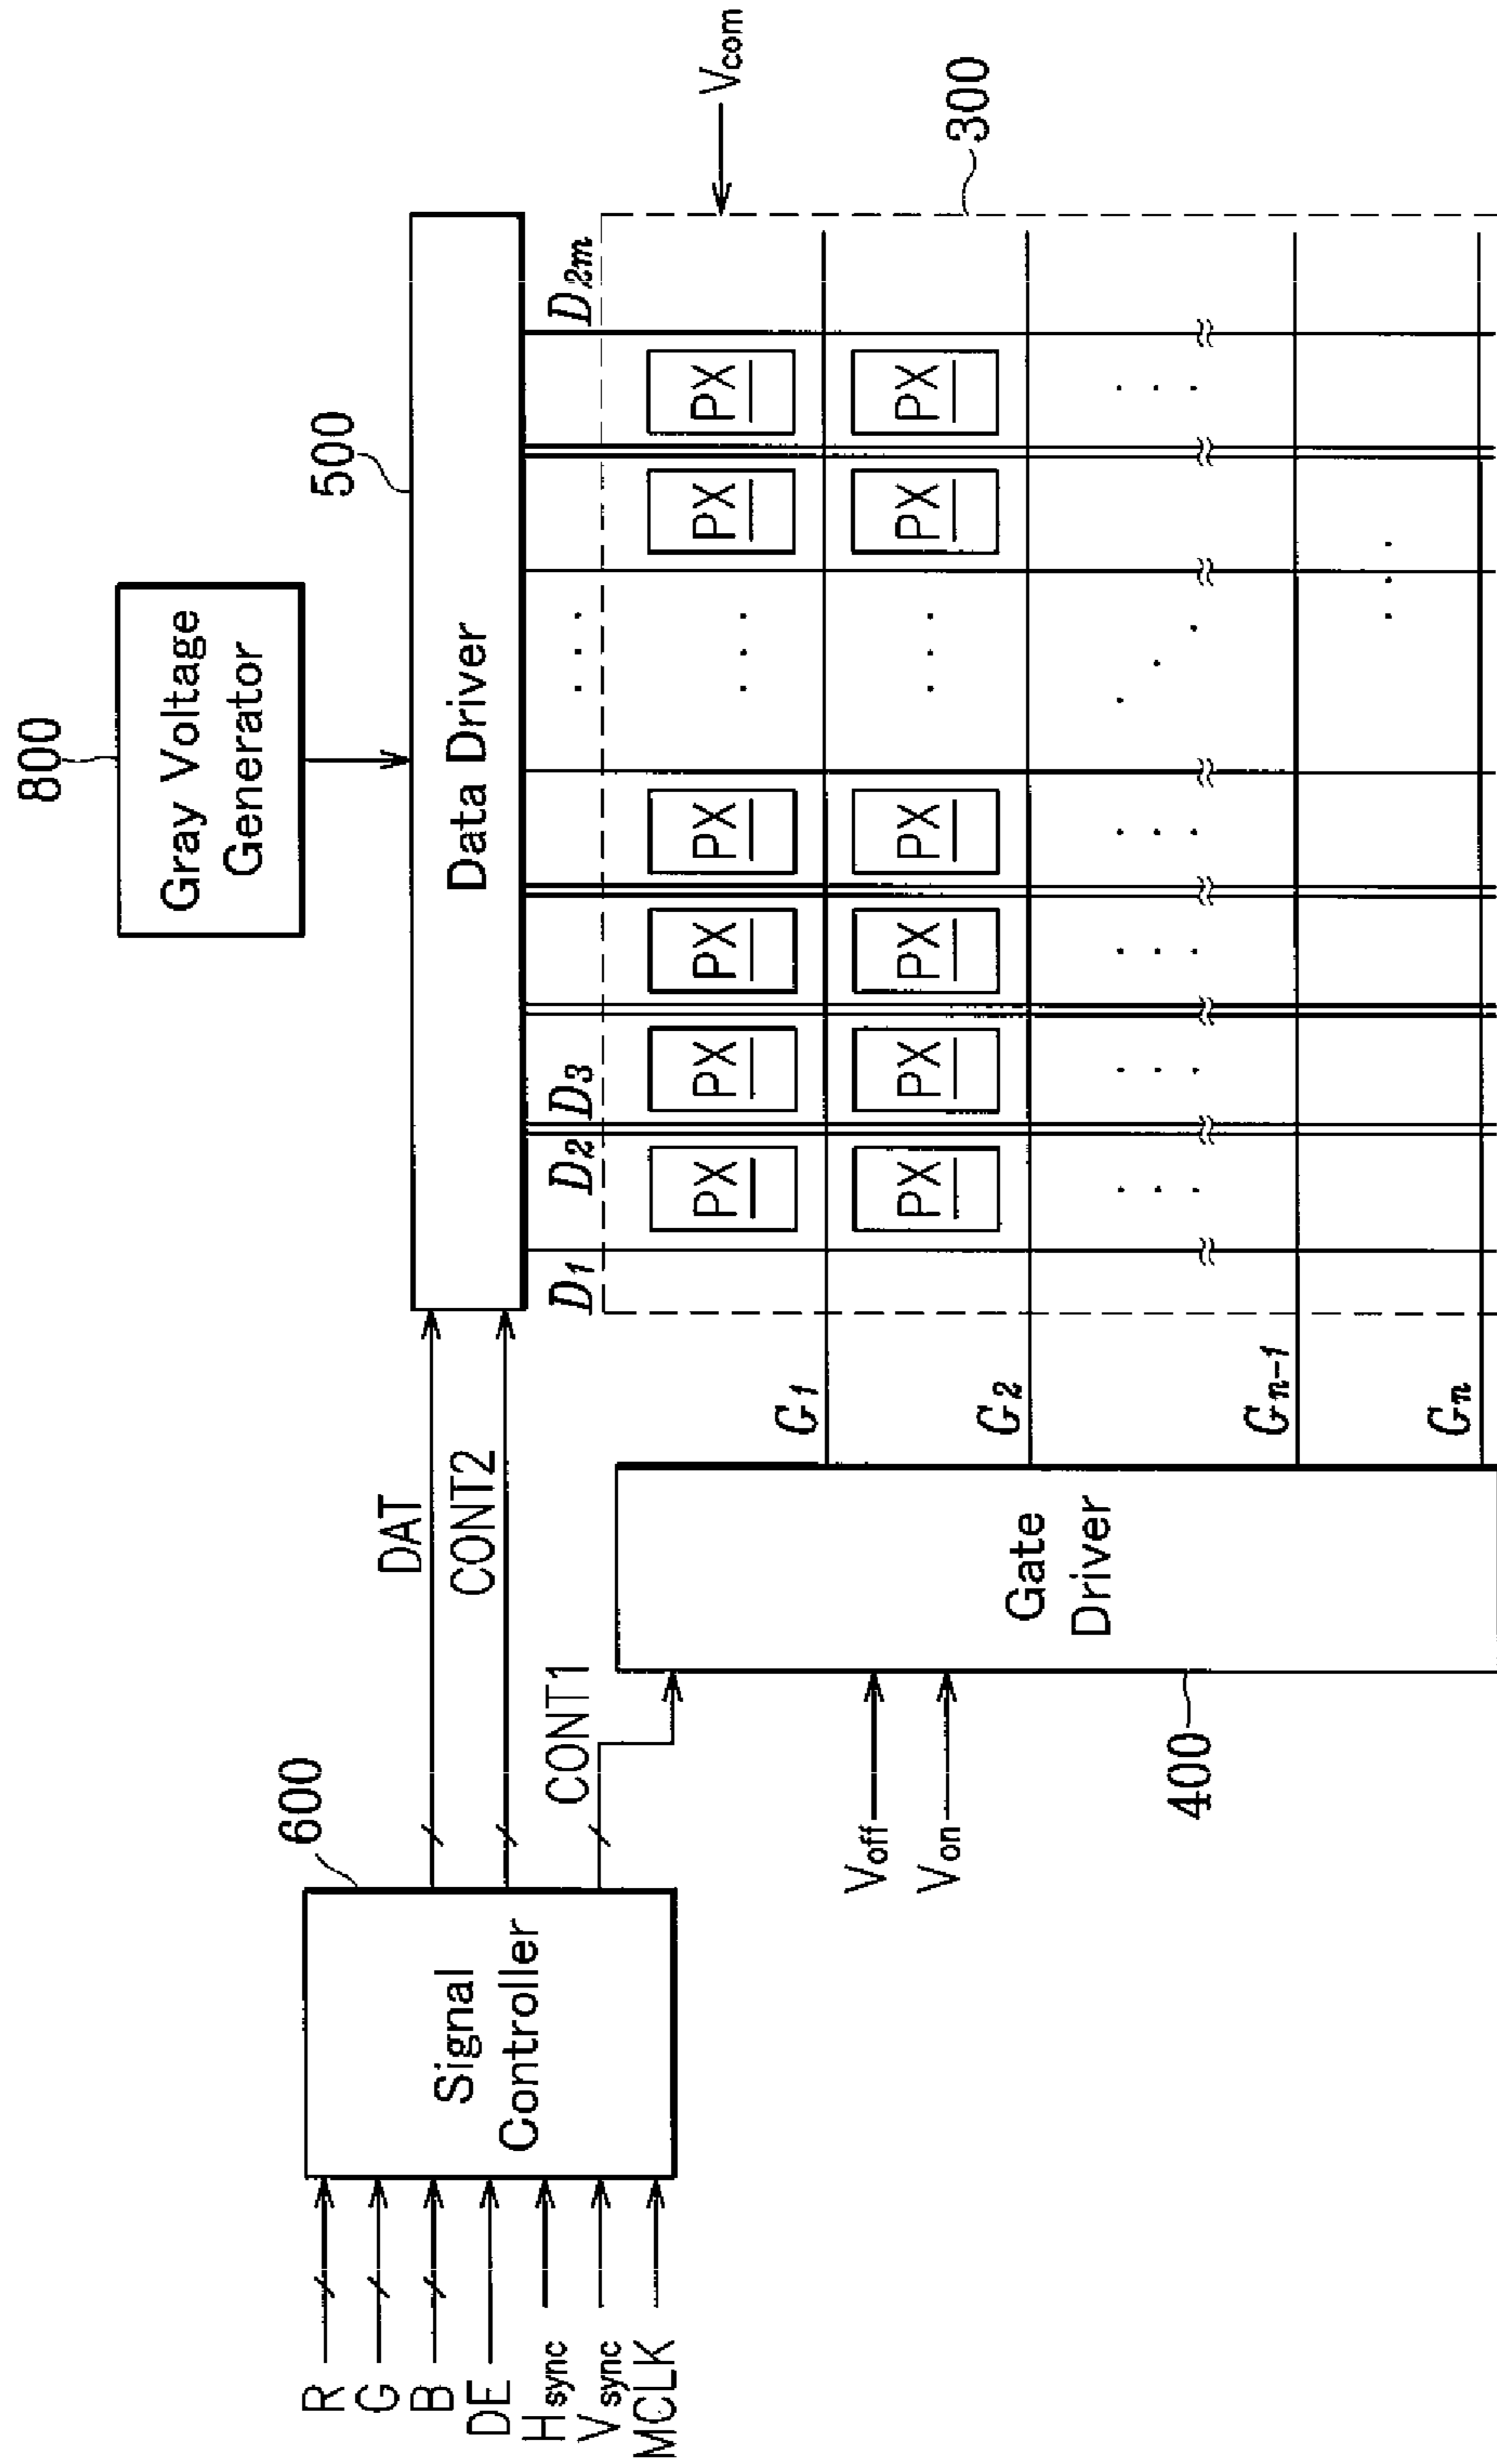 800
Gray Voltage
Generator
500
Data Driver
600
Signal
Controller
R
G
B
DE
Hsync
Vsync
MCLK
DAT
CONT2
CONT1
Voff
Von
400
Gate
Driver
D1
D2
D3
D2m
Vcom
300
G1
G2
Gn-1
Gn
PX PX PX PX PX PX
PX PX PX PX PX PX